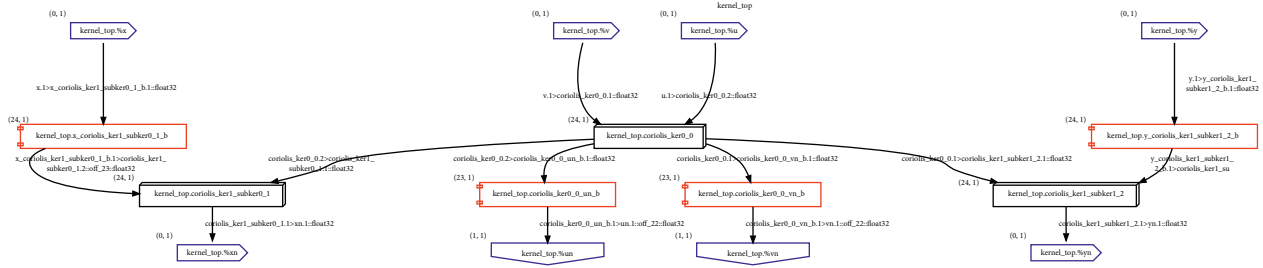 kernel_top
(0, 1)
(0, 1)
(0, 1)
(0, 1)
kernel_top.%x
kernel_top.%v
kernel_top.%u
kernel_top.%y
x.1>x_coriolis_ker1_subker0_1_b.1::float32
v.1>coriolis_ker0_0.1::float32
u.1>coriolis_ker0_0.2::float32
y.1>y_coriolis_ker1_
subker1_2_b.1::float32
(24, 1)
(24, 1)
(24, 1)
kernel_top.x_coriolis_ker1_subker0_1_b
kernel_top.coriolis_ker0_0
kernel_top.y_coriolis_ker1_subker1_2_b
x_coriolis_ker1_subker0_1_b.1>coriolis_ker1_
subker0_1.2::off_23::float32
coriolis_ker0_0.2>coriolis_ker1_
subker0_1.1::float32
coriolis_ker0_0.2>coriolis_ker0_0_un_b.1::float32
coriolis_ker0_0.1>coriolis_ker0_0_vn_b.1::float32
coriolis_ker0_0.1>coriolis_ker1_subker1_2.1::float32
y_coriolis_ker1_subker1_
2_b.1>coriolis_ker1_su
(24, 1)
(23, 1)
(23, 1)
(24, 1)
kernel_top.coriolis_ker1_subker0_1
kernel_top.coriolis_ker0_0_un_b
kernel_top.coriolis_ker0_0_vn_b
kernel_top.coriolis_ker1_subker1_2
coriolis_ker1_subker0_1.1>xn.1::float32
coriolis_ker0_0_un_b.1>un.1::off_22::float32
coriolis_ker0_0_vn_b.1>vn.1::off_22::float32
coriolis_ker1_subker1_2.1>yn.1::float32
(0, 1)
(1, 1)
(1, 1)
(0, 1)
kernel_top.%xn
kernel_top.%un
kernel_top.%vn
kernel_top.%yn